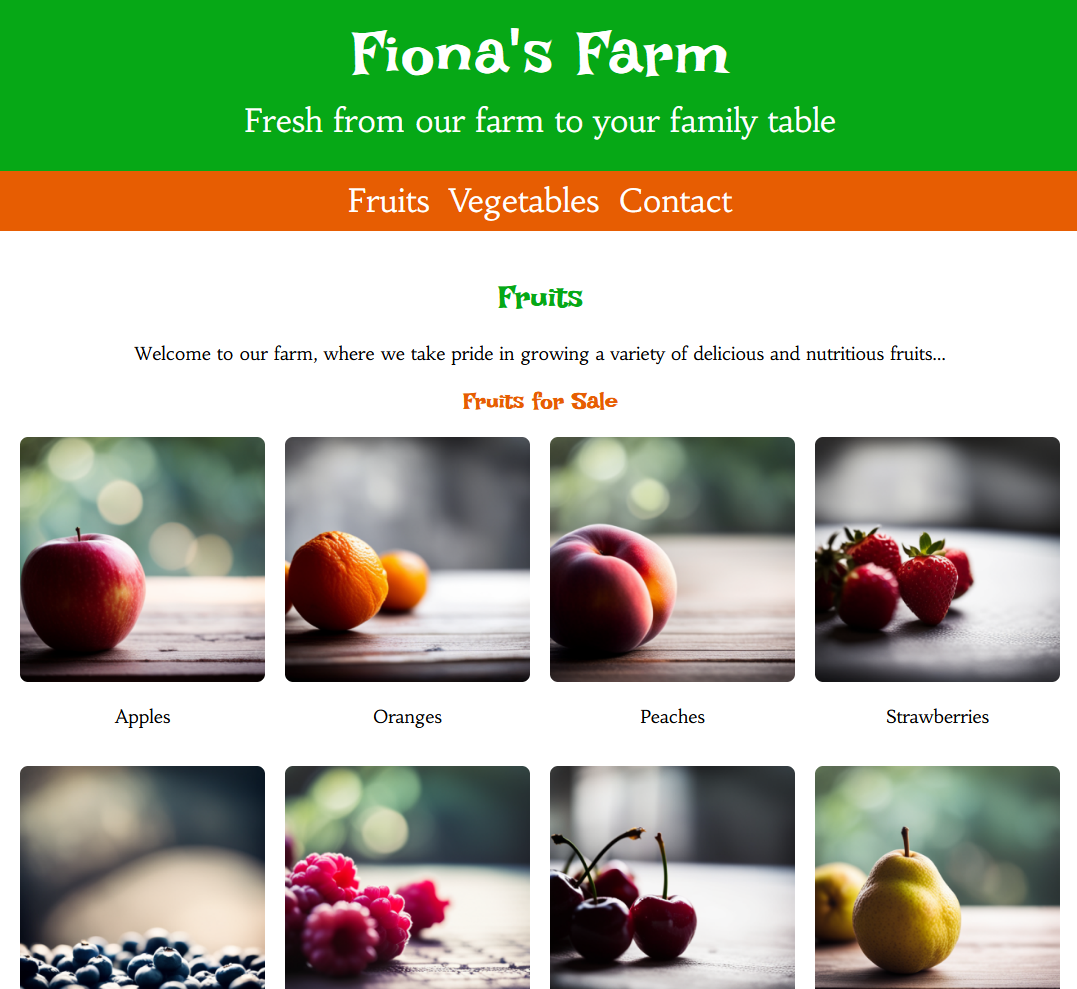 Fiona's Farm
Fresh from our farm to your family table
Fruits Vegetables Contact
Fruits
Welcome to our farm, where we take pride in growing a variety of delicious and nutritious fruits...
Fruits for Sale
Apples Oranges Peaches Strawberries